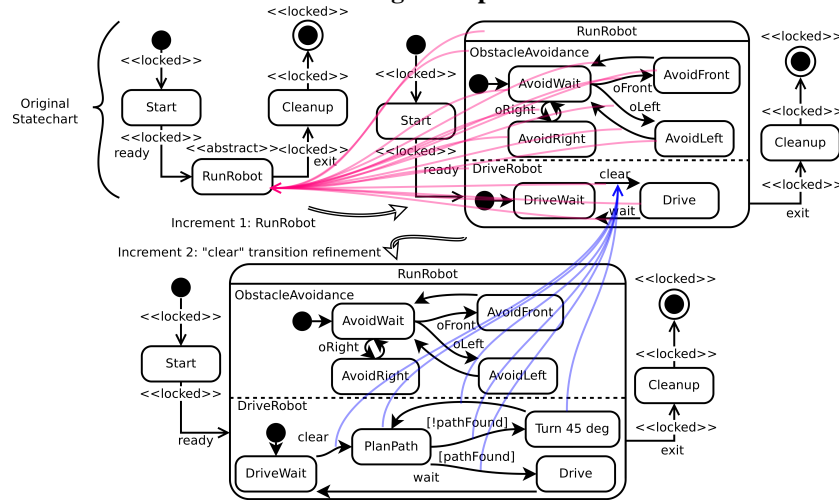 <<locked>>
<<locked>>
Start
<<locked>>
ready
<<abstract>>
RunRobot
<<locked>>
exit
Cleanup
<<locked>>
<<locked>>
Original
Statechart
<<locked>>
Start
<<locked>>
ready
RunRobot
ObstacleAvoidance
AvoidWait
AvoidFront
oFront
oLeft
oRight
AvoidRight
AvoidLeft
DriveRobot
clear
DriveWait
Drive
wait
<<locked>>
<<locked>>
Cleanup
<<locked>>
exit
Increment 1: RunRobot
Increment 2: "clear" transition refinement
<<locked>>
Start
<<locked>>
ready
RunRobot
ObstacleAvoidance
AvoidWait
AvoidFront
oFront
oLeft
oRight
AvoidRight
AvoidLeft
DriveRobot
clear
PlanPath
[!pathFound]
Turn 45 deg
[pathFound]
DriveWait
Drive
wait
<<locked>>
<<locked>>
Cleanup
<<locked>>
exit